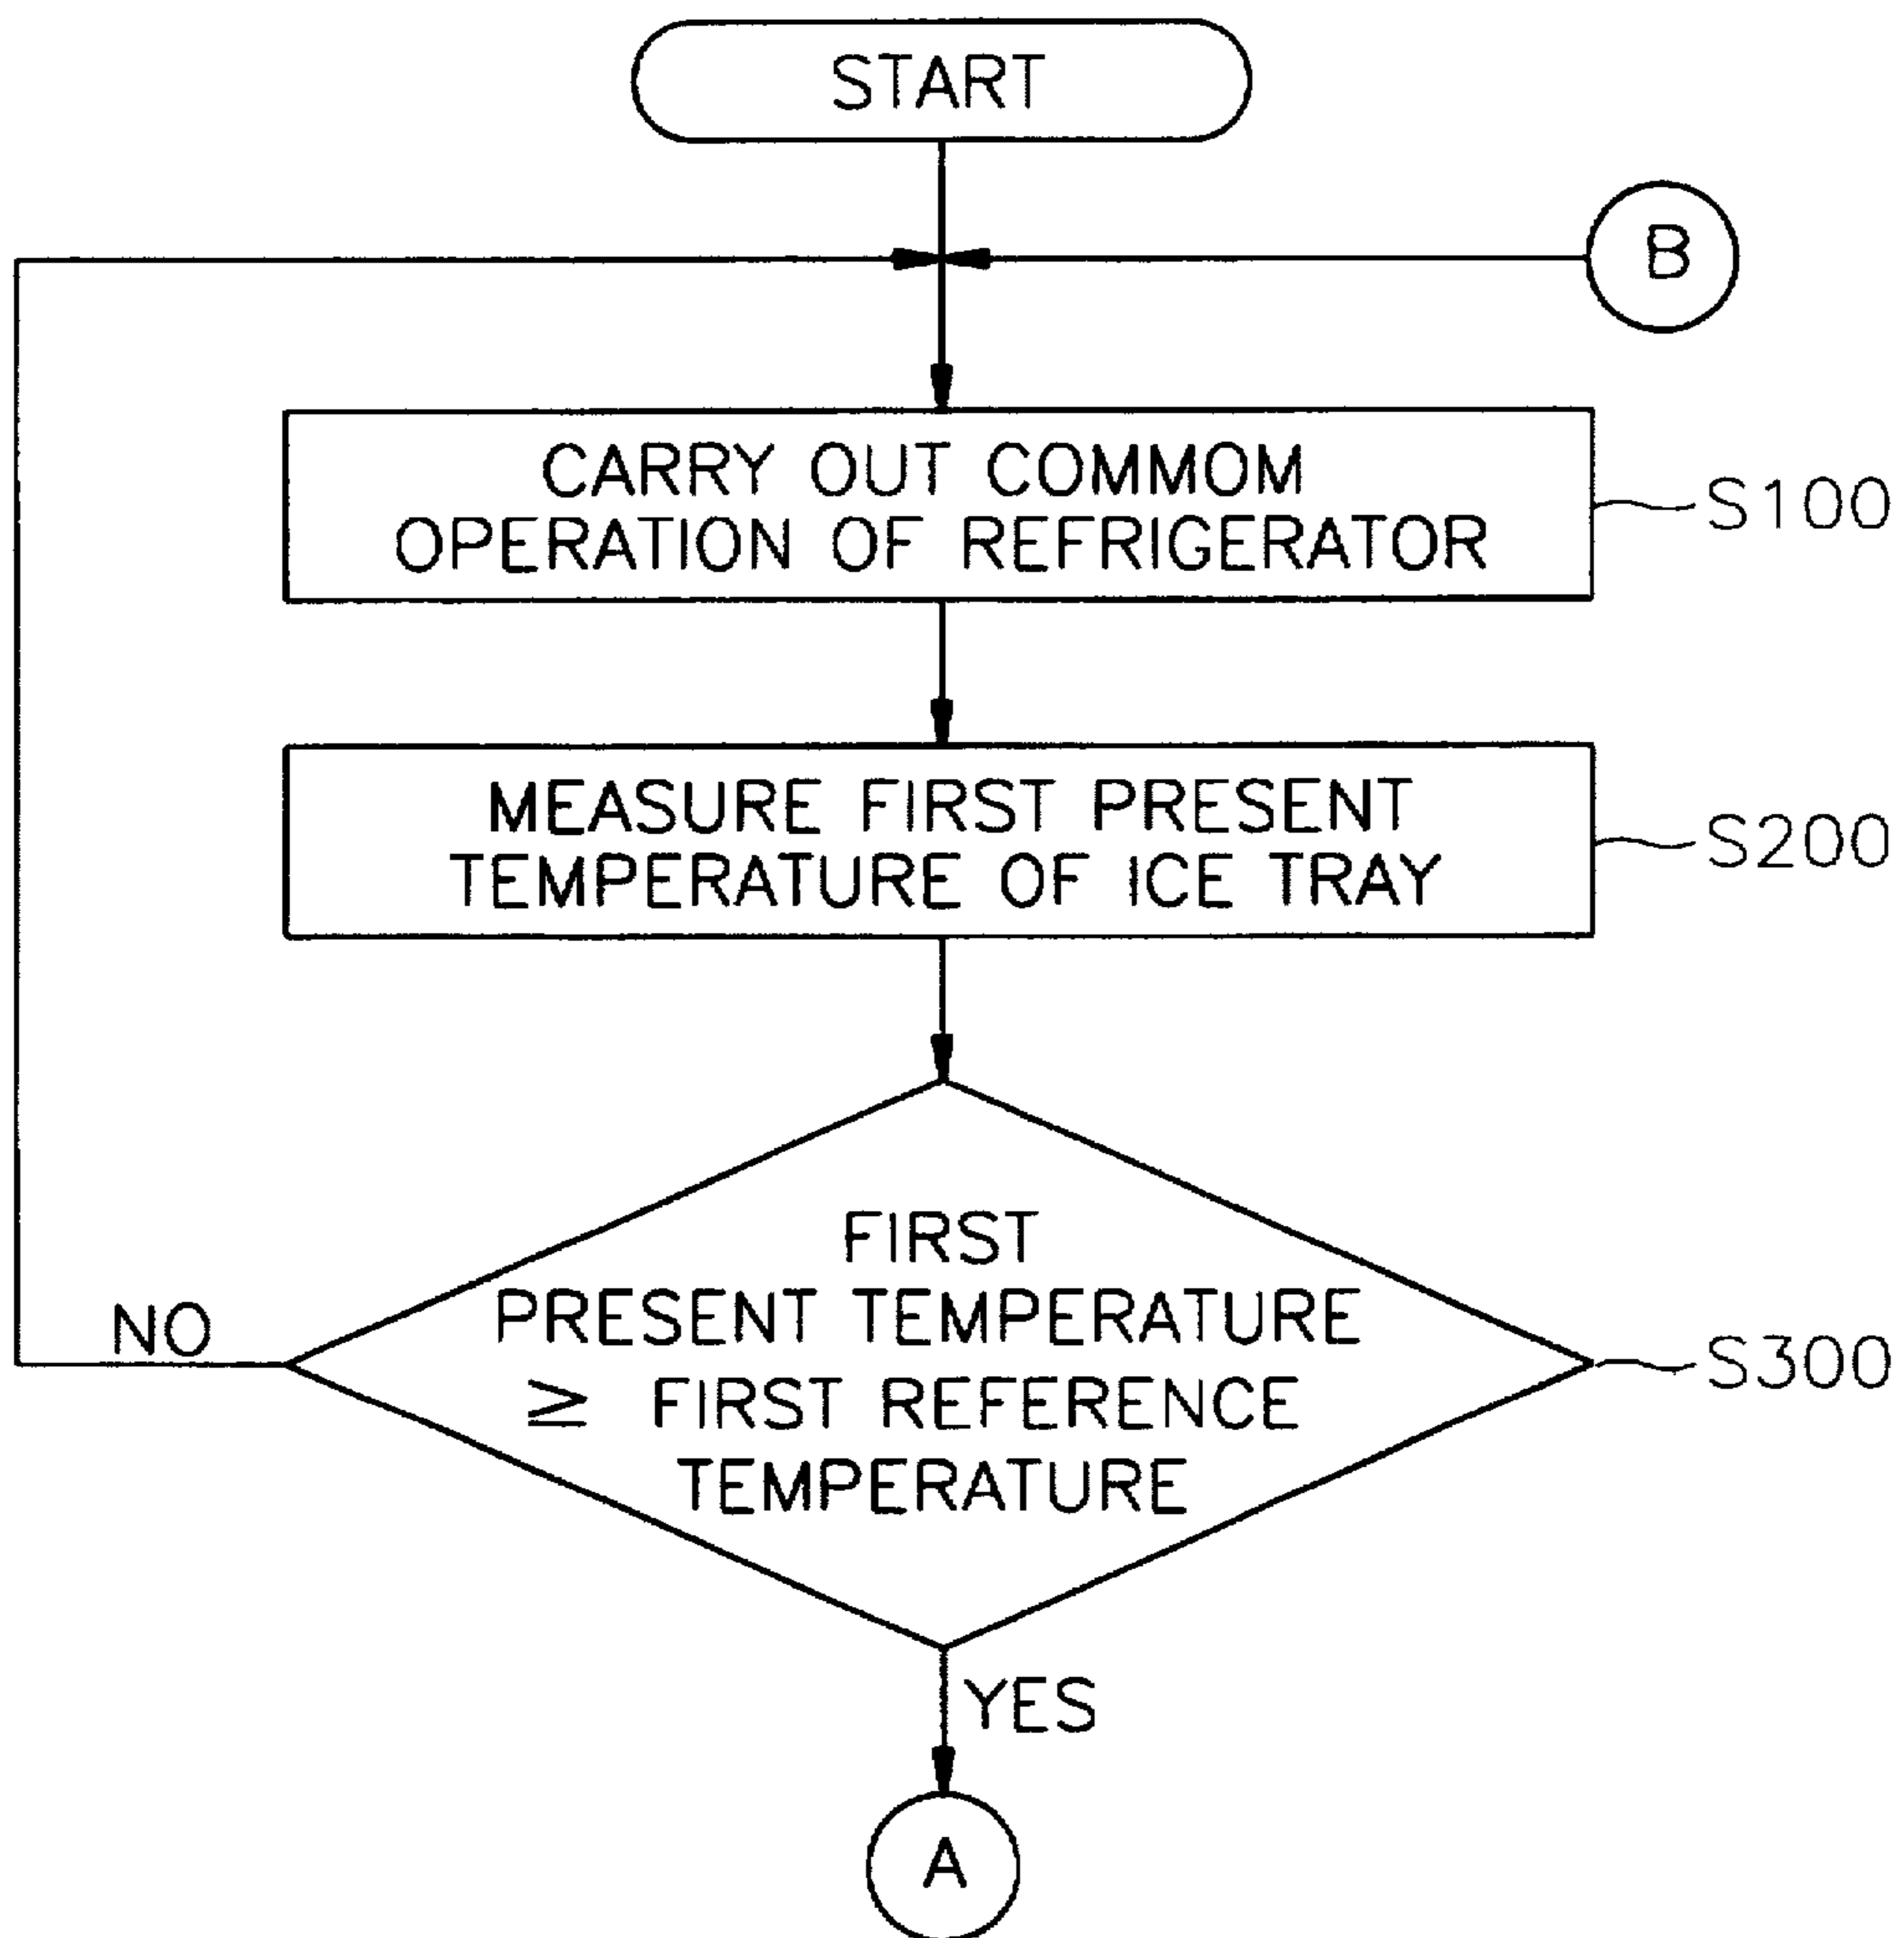 START
B
CARRY OUT COMMOM
OPERATION OF REFRIGERATOR
S100
MEASURE FIRST PRESENT
TEMPERATURE OF ICE TRAY
S200
FIRST
PRESENT TEMPERATURE
≥ FIRST REFERENCE
TEMPERATURE
NO
S300
YES
A